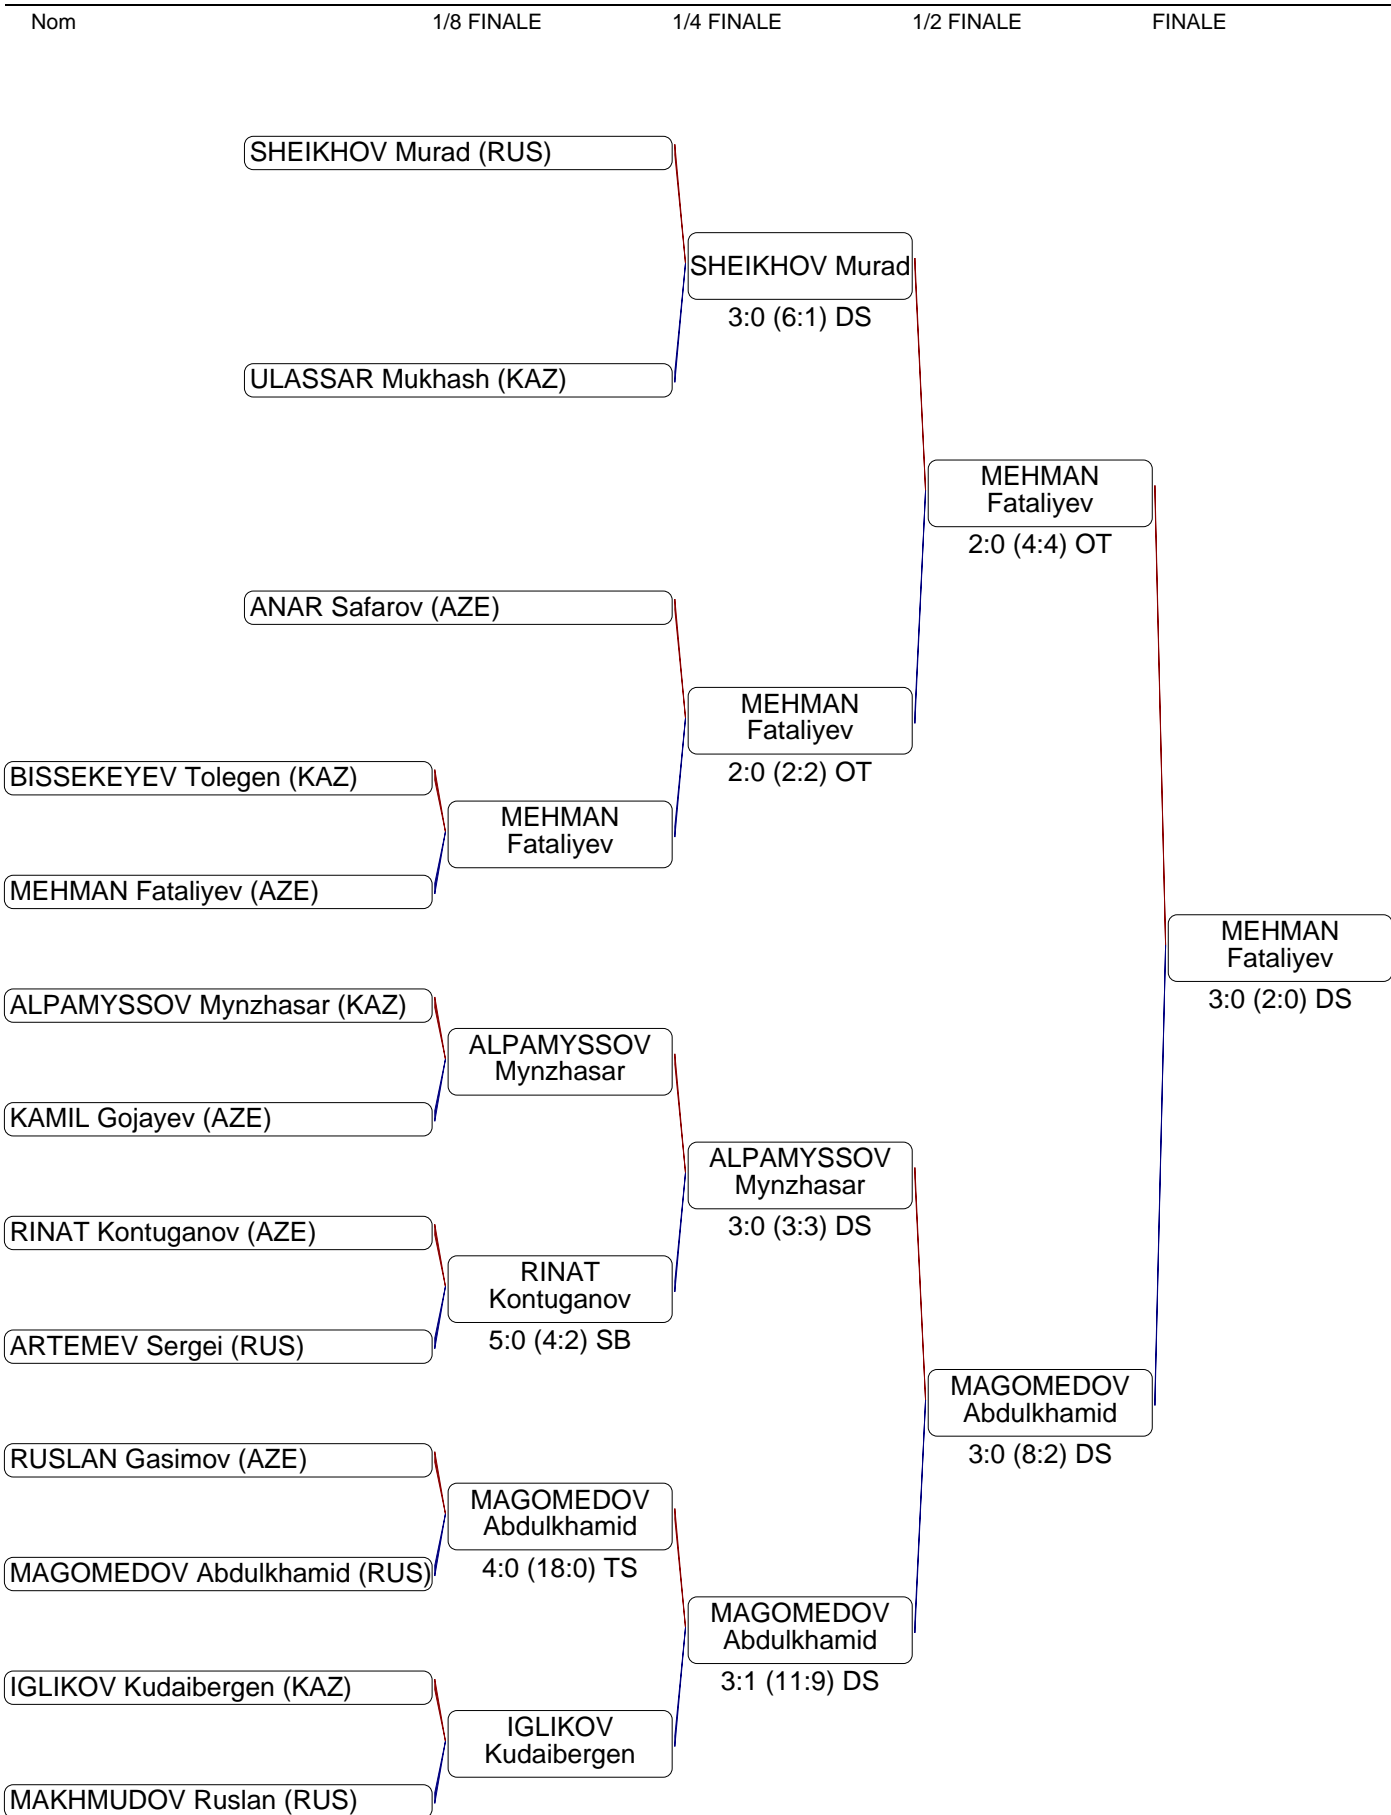 Nom 1/8 FINALE 1/4 FINALE 1/2 FINALE FINALE
SHEIKHOV Murad (RUS)
SHEIKHOV Murad
3:0 (6:1) DS
ULASSAR Mukhash (KAZ)
MEHMAN
Fataliyev
2:0 (4:4) OT
ANAR Safarov (AZE)
MEHMAN
Fataliyev
2:0 (2:2) OT
BISSEKEYEV Tolegen (KAZ)
MEHMAN
Fataliyev
MEHMAN Fataliyev (AZE)
MEHMAN
Fataliyev
3:0 (2:0) DS
ALPAMYSSOV Mynzhasar (KAZ)
ALPAMYSSOV
Mynzhasar
KAMIL Gojayev (AZE)
ALPAMYSSOV
Mynzhasar
3:0 (3:3) DS
RINAT Kontuganov (AZE)
RINAT
Kontuganov
5:0 (4:2) SB
ARTEMEV Sergei (RUS)
MAGOMEDOV
Abdulkhamid
3:0 (8:2) DS
RUSLAN Gasimov (AZE)
MAGOMEDOV
Abdulkhamid
4:0 (18:0) TS
MAGOMEDOV Abdulkhamid (RUS)
MAGOMEDOV
Abdulkhamid
3:1 (11:9) DS
IGLIKOV Kudaibergen (KAZ)
IGLIKOV
Kudaibergen
MAKHMUDOV Ruslan (RUS)